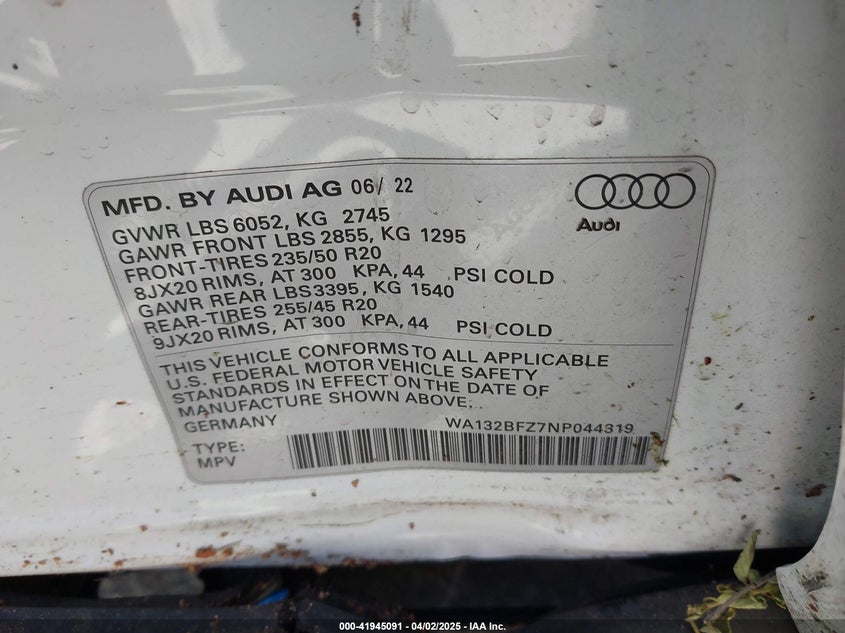 MFD. BY AUDI AG 06/ 22
Audi
GVWR LBS 6052, KG 2745
GAWR FRONT LBS 2855, KG 1295
FRONT-TIRES 235/50 R20
8JX20 RIMS, AT 300 KPA, 44 PSI COLD
GAWR REAR LBS 3395, KG 1540
REAR-TIRES 255/45 R20
9JX20 RIMS, AT 300 KPA, 44 PSI COLD
THIS VEHICLE CONFORMS TO ALL APPLICABLE
U.S. FEDERAL MOTOR VEHICLE SAFETY
STANDARDS IN EFFECT ON THE DATE OF
MANUFACTURE SHOWN ABOVE.
GERMANY WA132BFZ7NP044319
TYPE:
MPV
000-41945091 - 04/02/2025 - IAA Inc.